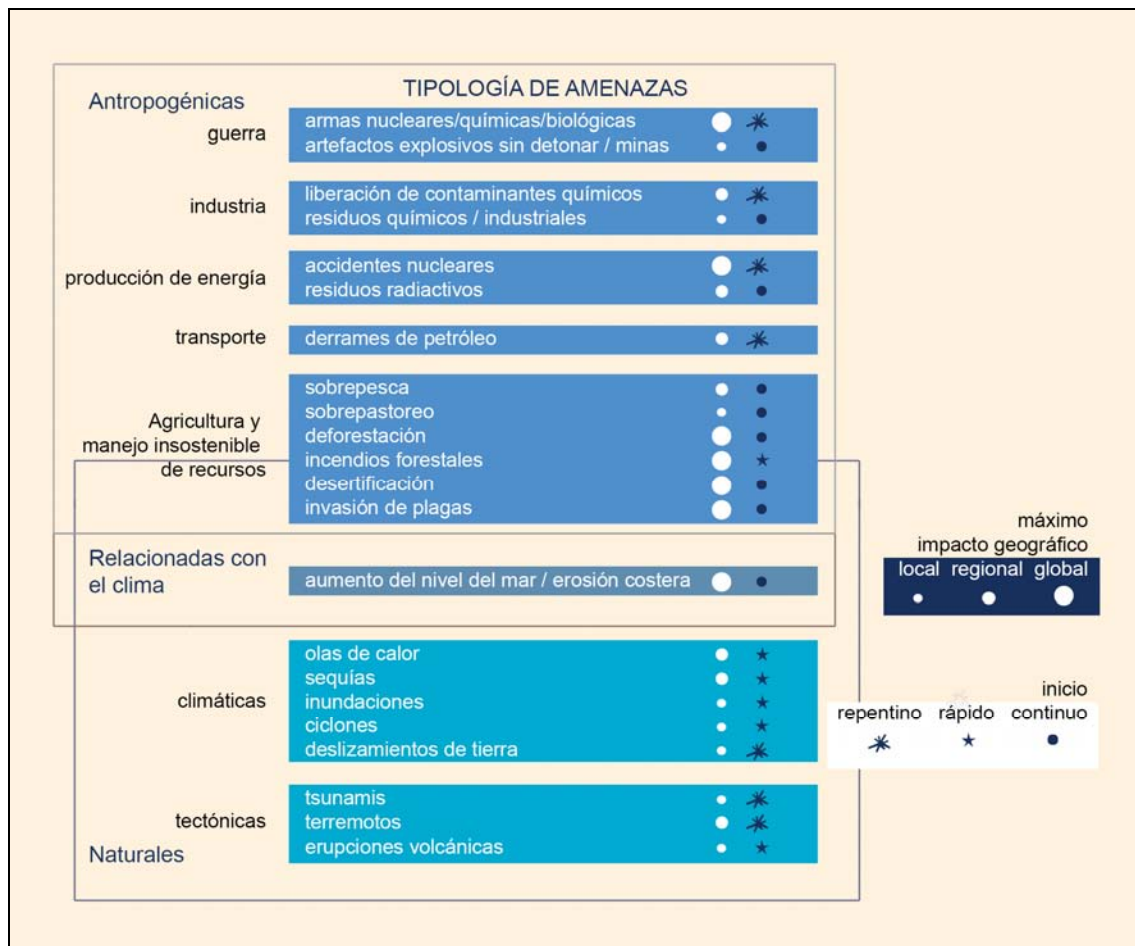 TIPOLOGÍA DE AMENAZAS
Antropogénicas
guerra
armas nucleares/químicas/biológicas
artefactos explosivos sin detonar / minas
industria
liberación de contaminantes químicos
residuos químicos / industriales
producción de energía
accidentes nucleares
residuos radiactivos
transporte
derrames de petróleo
Agricultura y
manejo insostenible
de recursos
sobrepesca
sobrepastoreo
deforestación
incendios forestales
desertificación
invasión de plagas
Relacionadas con
el clima
aumento del nivel del mar / erosión costera
climáticas
olas de calor
sequías
inundaciones
ciclones
deslizamientos de tierra
tectónicas
tsunamis
terremotos
erupciones volcánicas
Naturales
máximo
impacto geográfico
local regional global
inicio
repentino rápido continuo